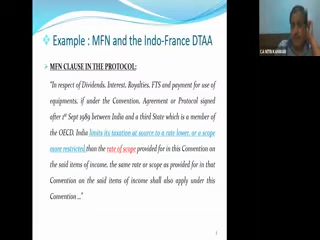 Example : MFN and the Indo-France DTAA
MFN CLAUSE IN THE PROTOCOL:
"In respect of Dividends, Interest, Royalties, FTS and payment for use of
equipments, if under the Convention, Agreement or Protocol signed
after 1st Sept 1989 between India and a third State which is a member of
the OECD, India limits its taxation at source to a rate lower, or a scope
more restricted than the rate of scope provided for in this Convention on
the said items of income, the same rate or scope as provided for in that
Convention on the said items of income shall also apply under this
Convention ..."